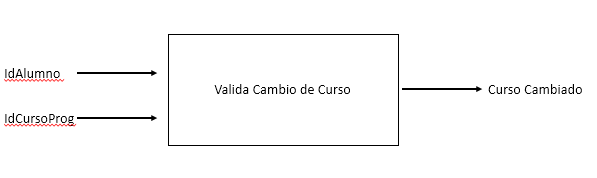 IdAlumno
Valida Cambio de Curso
Curso Cambiado
IdCursoProg